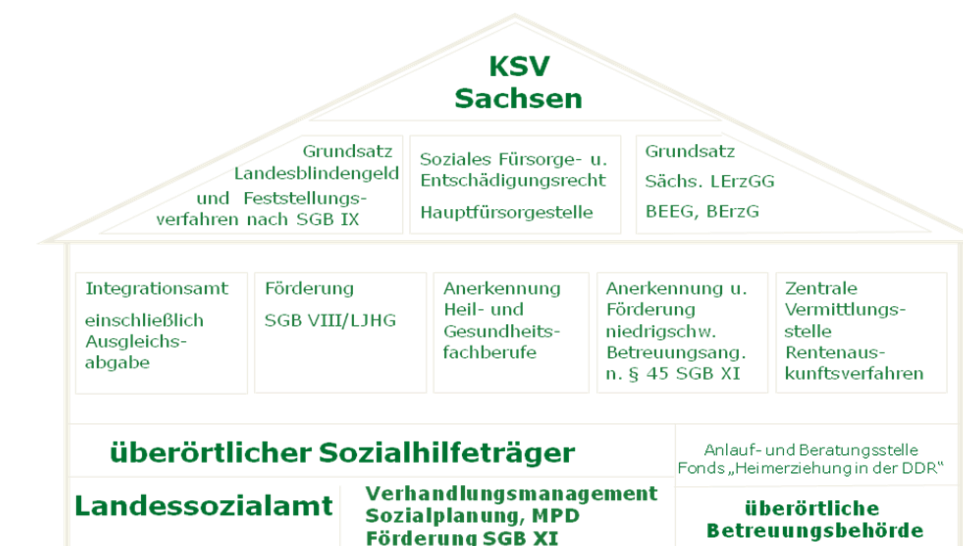 KSV
Sachsen
Grundsatz
Landesblindengeld
und Feststellungs-
verfahren nach SGB IX
Soziales Fürsorge- u.
Entschädigungsrecht
Hauptfürsorgestelle
Grundsatz
Sächs. LErzGG
BEEG, BErzG
Integrationsamt
einschließlich
Ausgleichs-
abgabe
Förderung
SGB VIII/LJHG
Anerkennung
Heil- und
Gesundheits-
fachberufe
Anerkennung u.
Förderung
niedrigschw.
Betreuungsang.
n. § 45 SGB XI
Zentrale
Vermittlungs-
stelle
Rentenaus-
kunftsverfahren
überörtlicher Sozialhilfeträger
Anlauf- und Beratungsstelle
Fonds „Heimerziehung in der DDR“
Landessozialamt
Verhandlungsmanagement
Sozialplanung, MPD
Förderung SGB XI
überörtliche
Betreuungsbehörde